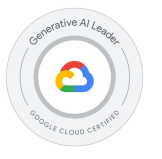 Generative AI Leader
GOOGLE CLOUD CERTIFIED